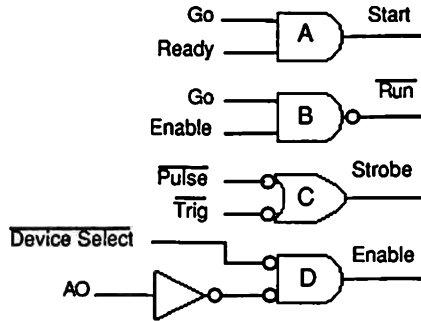 Go
Start
Ready
A
Go
Run
Enable
B
Pulse
Strobe
Trig
C
Device Select
Enable
D
AO